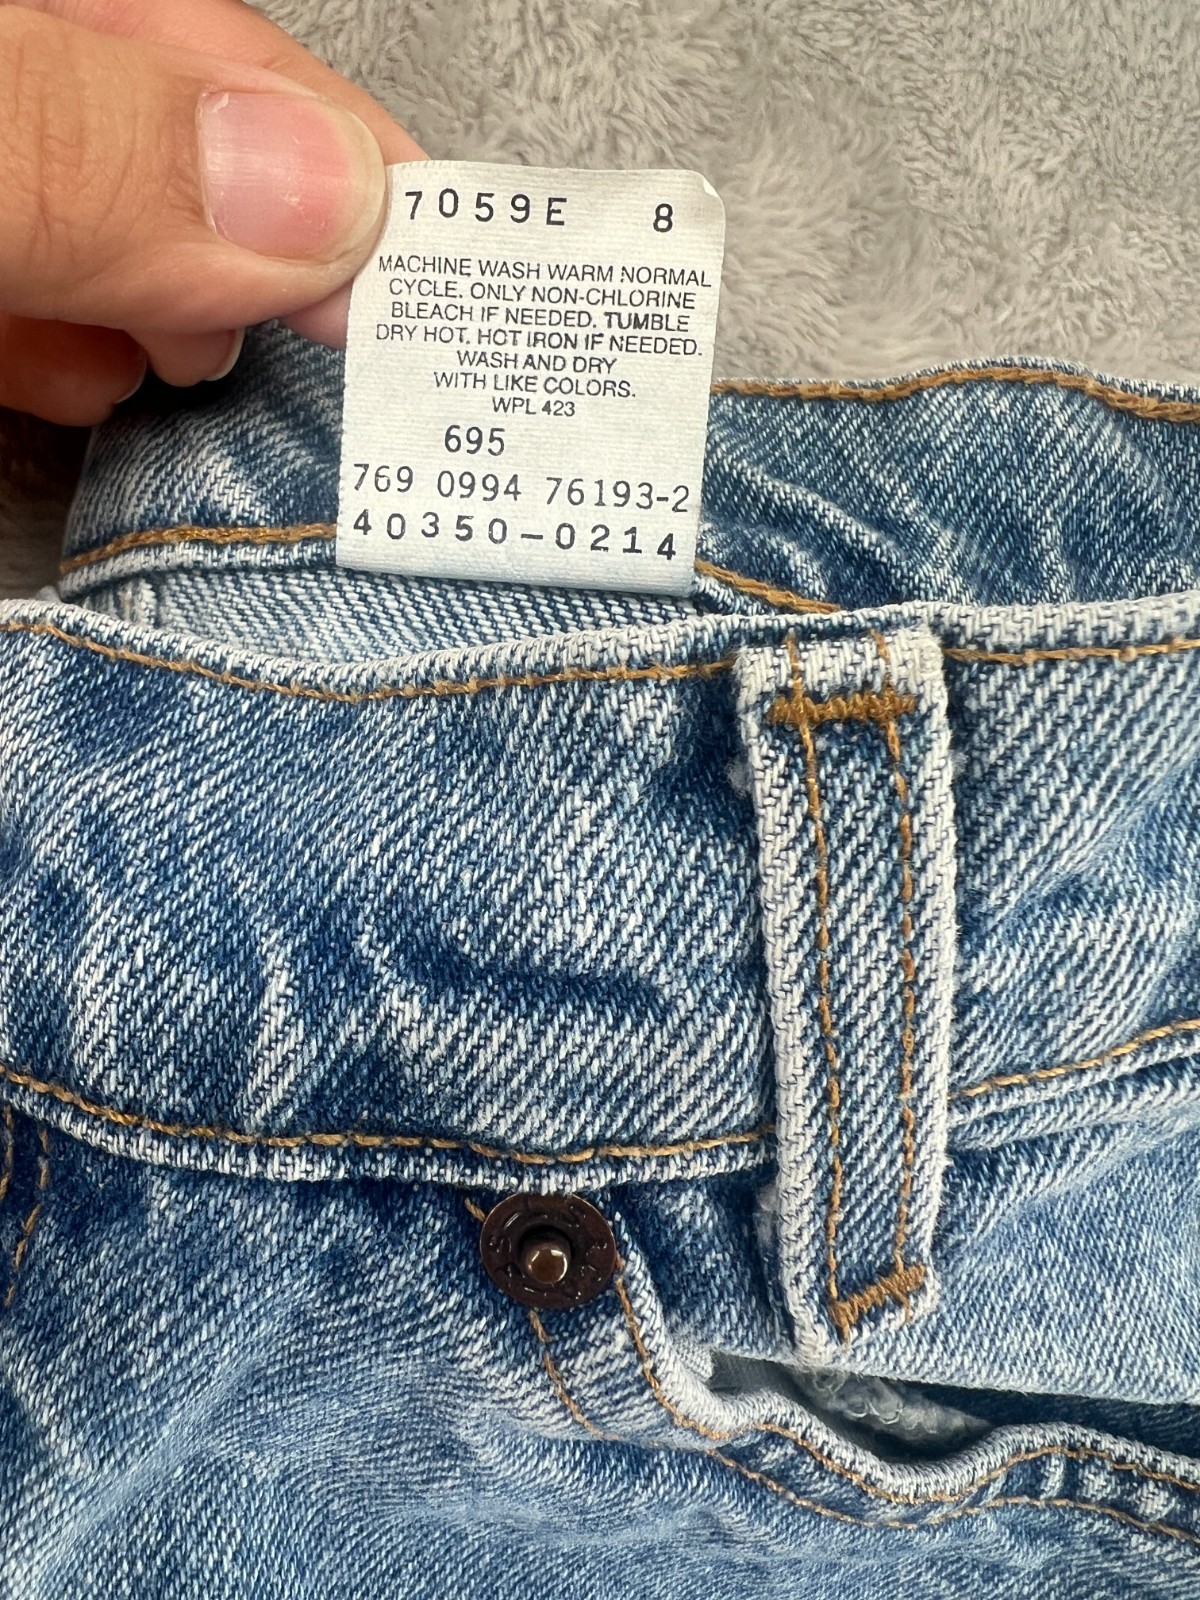 7059E 8
MACHINE WASH WARM NORMAL
CYCLE. ONLY NON-CHLORINE
BLEACH IF NEEDED. TUMBLE
DRY HOT. HOT IRON IF NEEDED.
WASH AND DRY
WITH LIKE COLORS.
WPL 423
695
769 0994 76193-2
40350-0214